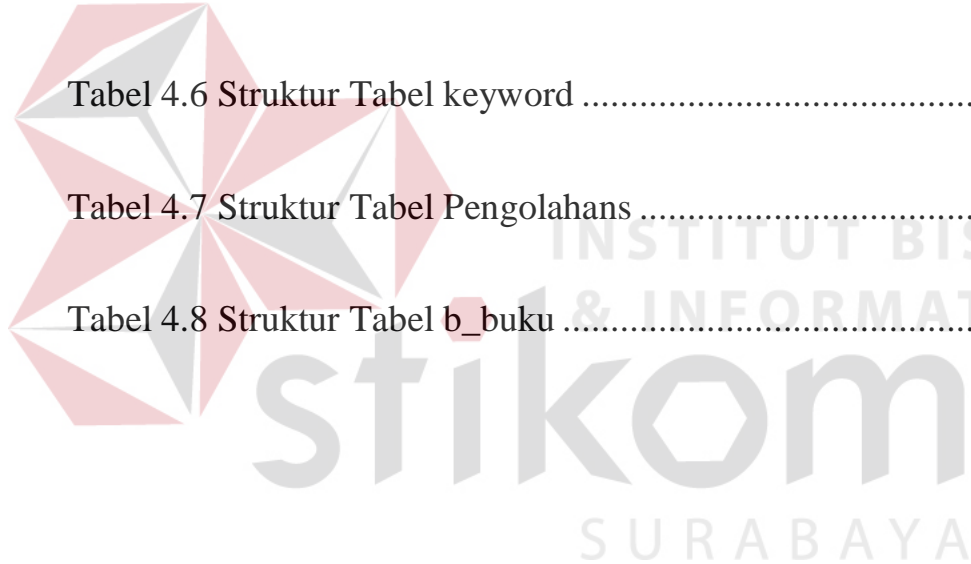 Tabel 4.6 Struktur Tabel keyword ........................................
Tabel 4.7 Struktur Tabel Pengolahans ..................................
INSTITUT BIS
& INFORMAT
Tabel 4.8 Struktur Tabel b_buku ..........................................
stikom
SURABAYA